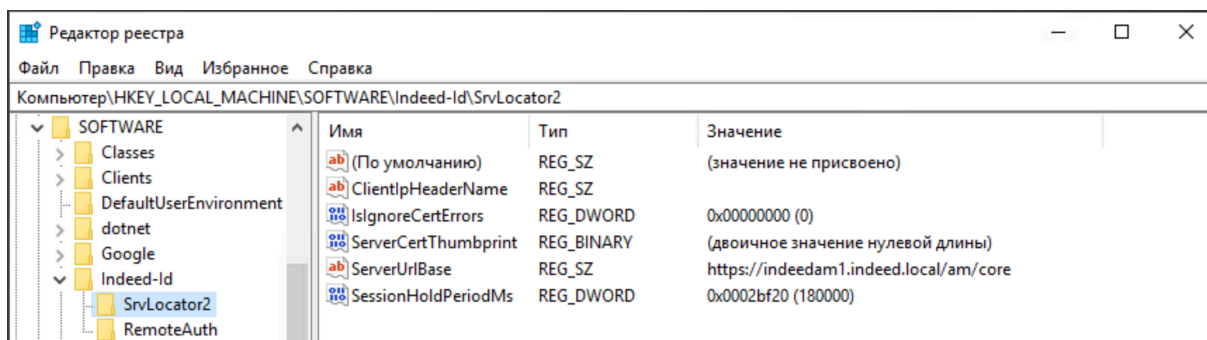 Редактор реестра
Файл Правка Вид Избранное Справка
Компьютер\HKEY_LOCAL_MACHINE\SOFTWARE\Indeed-Id\SrvLocator2
SOFTWARE
Classes
Clients
DefaultUserEnvironment
dotnet
Google
Indeed-Id
SrvLocator2
RemoteAuth
Имя Тип Значение
(По умолчанию) REG_SZ (значение не присвоено)
ClientIpHeaderName REG_SZ
IsIgnoreCertErrors REG_DWORD 0x00000000 (0)
ServerCertThumbprint REG_BINARY (двоичное значение нулевой длины)
ServerUrlBase REG_SZ https://indeedam1.indeed.local/am/core
SessionHoldPeriodMs REG_DWORD 0x0002bf20 (180000)